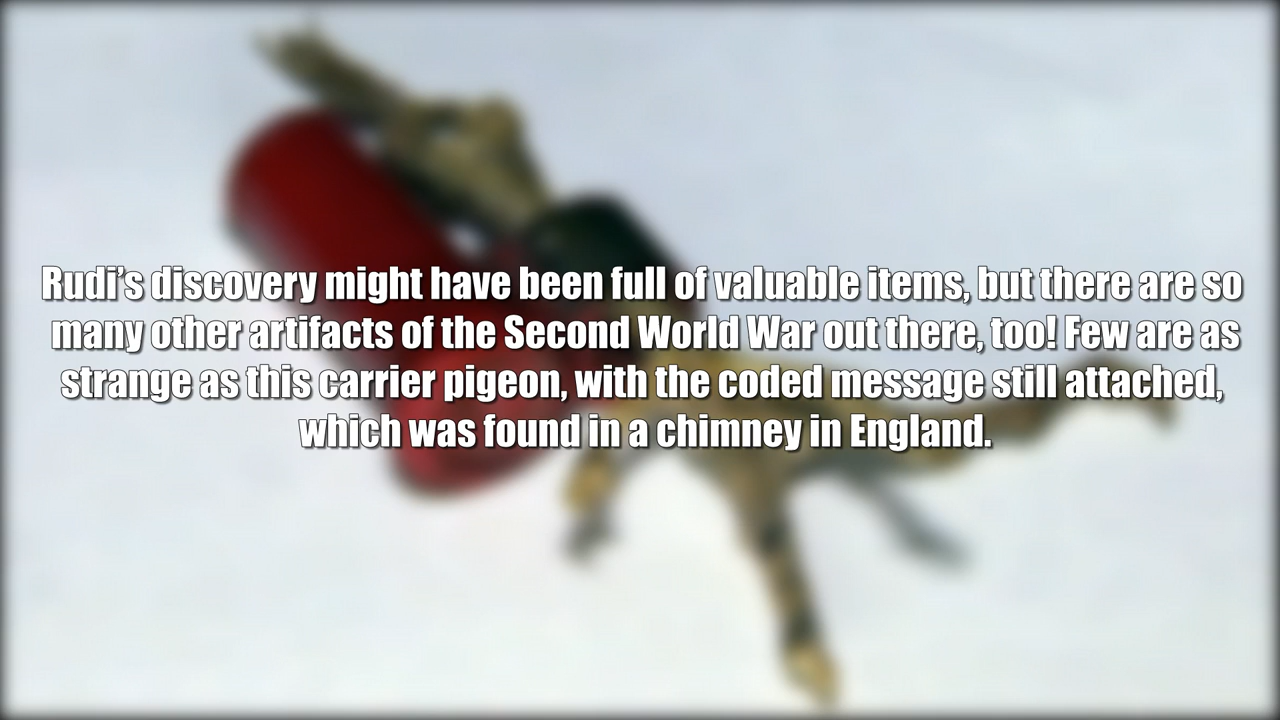 Rudi’s discovery might have been full of valuable items, but there are so
many other artifacts of the Second World War out there, too! Few are as
strange as this carrier pigeon, with the coded message still attached,
which was found in a chimney in England.